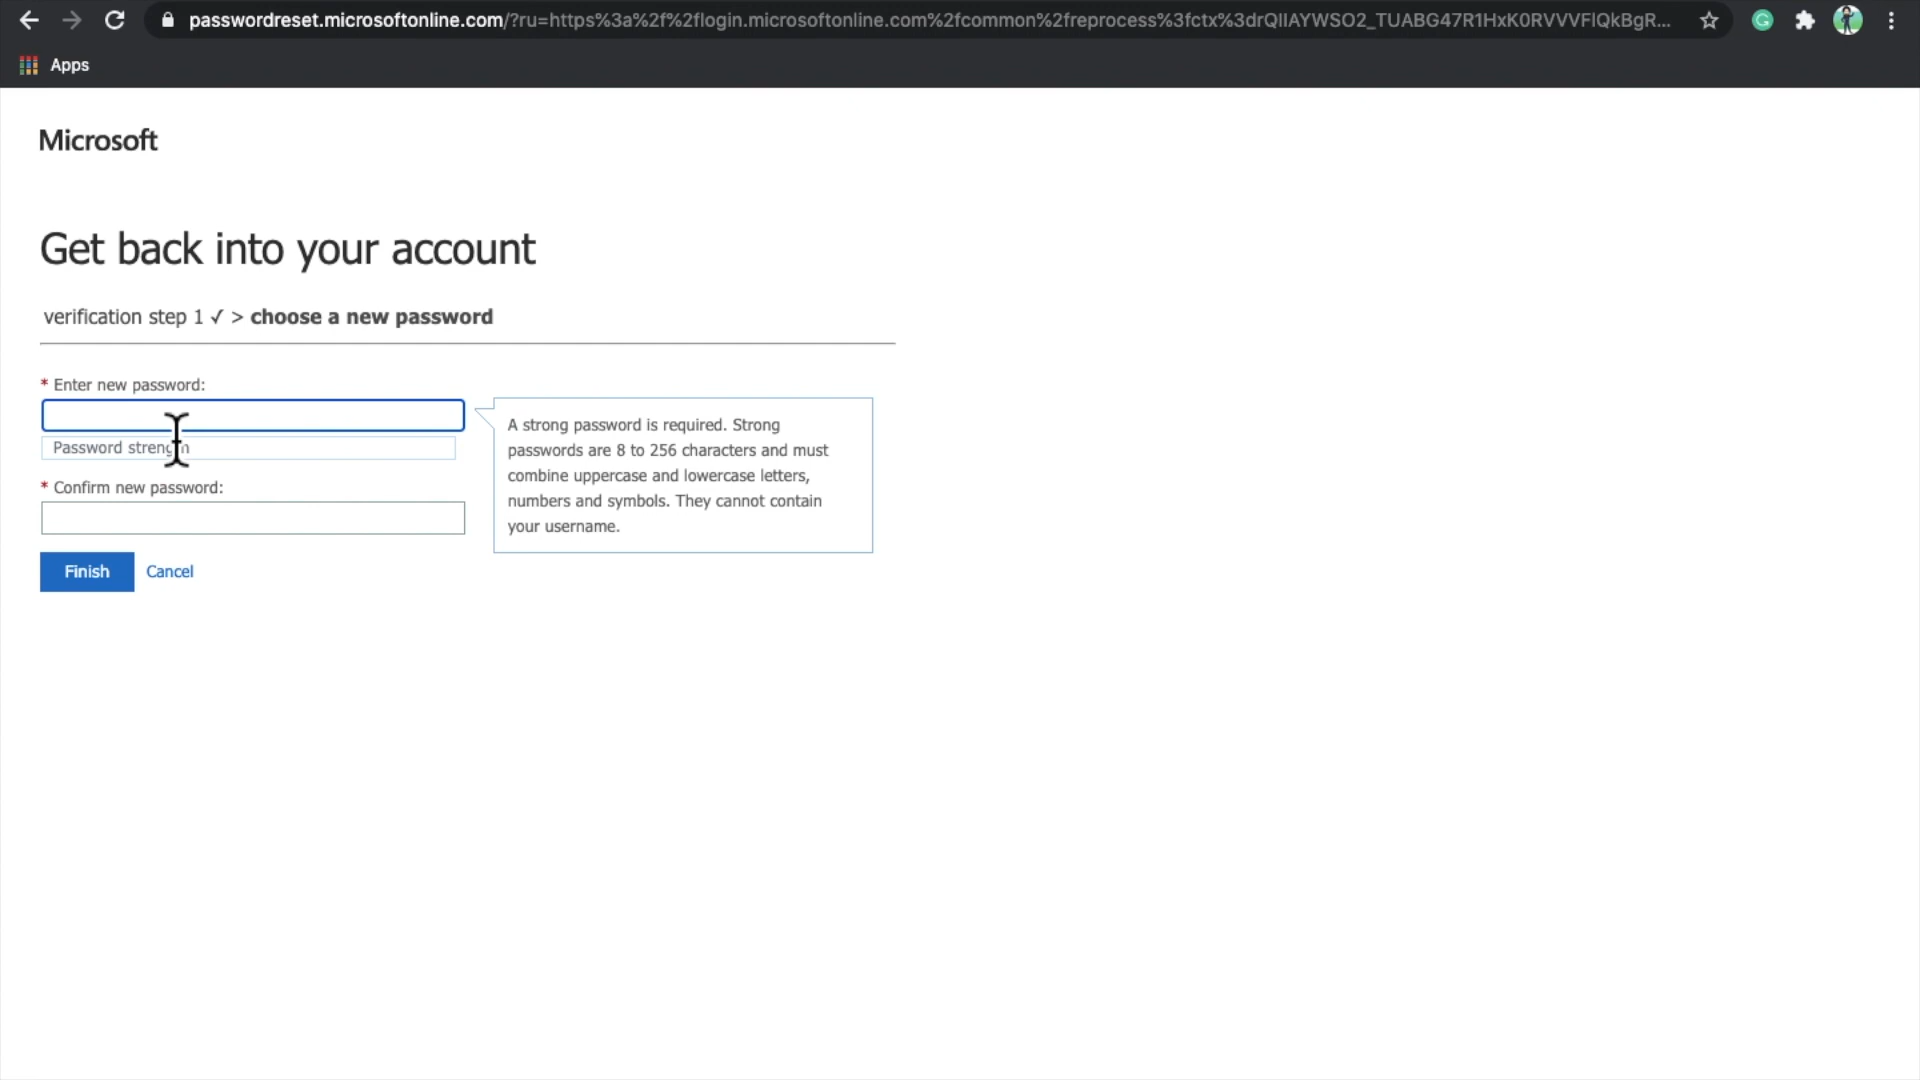 passwordreset.microsoftonline.com/?ru=https%3a%2f%2flogin.microsoftonline.com%2fcommon%2freprocess%3fctx%3drQIIAYWSO2_TUABG47R1HxK0RVVVFIQkBgR...
Apps
Microsoft
Get back into your account
verification step 1 ✓ > choose a new password
* Enter new password:
Password strength
* Confirm new password:
Finish Cancel
A strong password is required. Strong
passwords are 8 to 256 characters and must
combine uppercase and lowercase letters,
numbers and symbols. They cannot contain
your username.